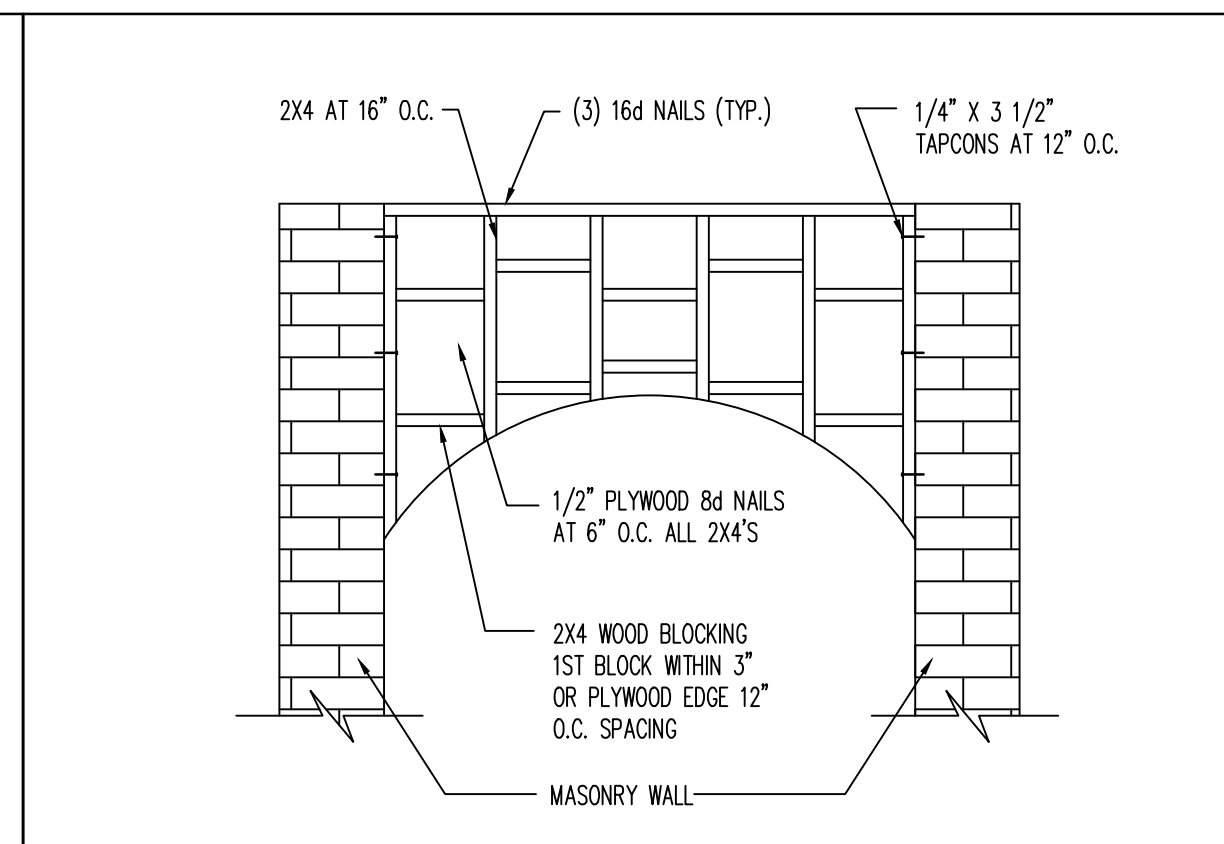 2X4 AT 16" O.C.
(3) 16d NAILS (TYP.)
1/4" X 3 1/2"
TAPCONS AT 12" O.C.
1/2" PLYWOOD 8d NAILS
AT 6" O.C. ALL 2X4'S
2X4 WOOD BLOCKING
1ST BLOCK WITHIN 3"
OR PLYWOOD EDGE 12"
O.C. SPACING
MASONRY WALL